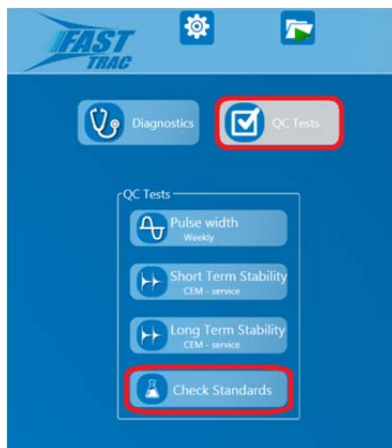 FAST
TRAC
Diagnostics
QC Tests
QC Tests
Pulse width
Weekly
Short Term Stability
CEM - service
Long Term Stability
CEM - service
Check Standards